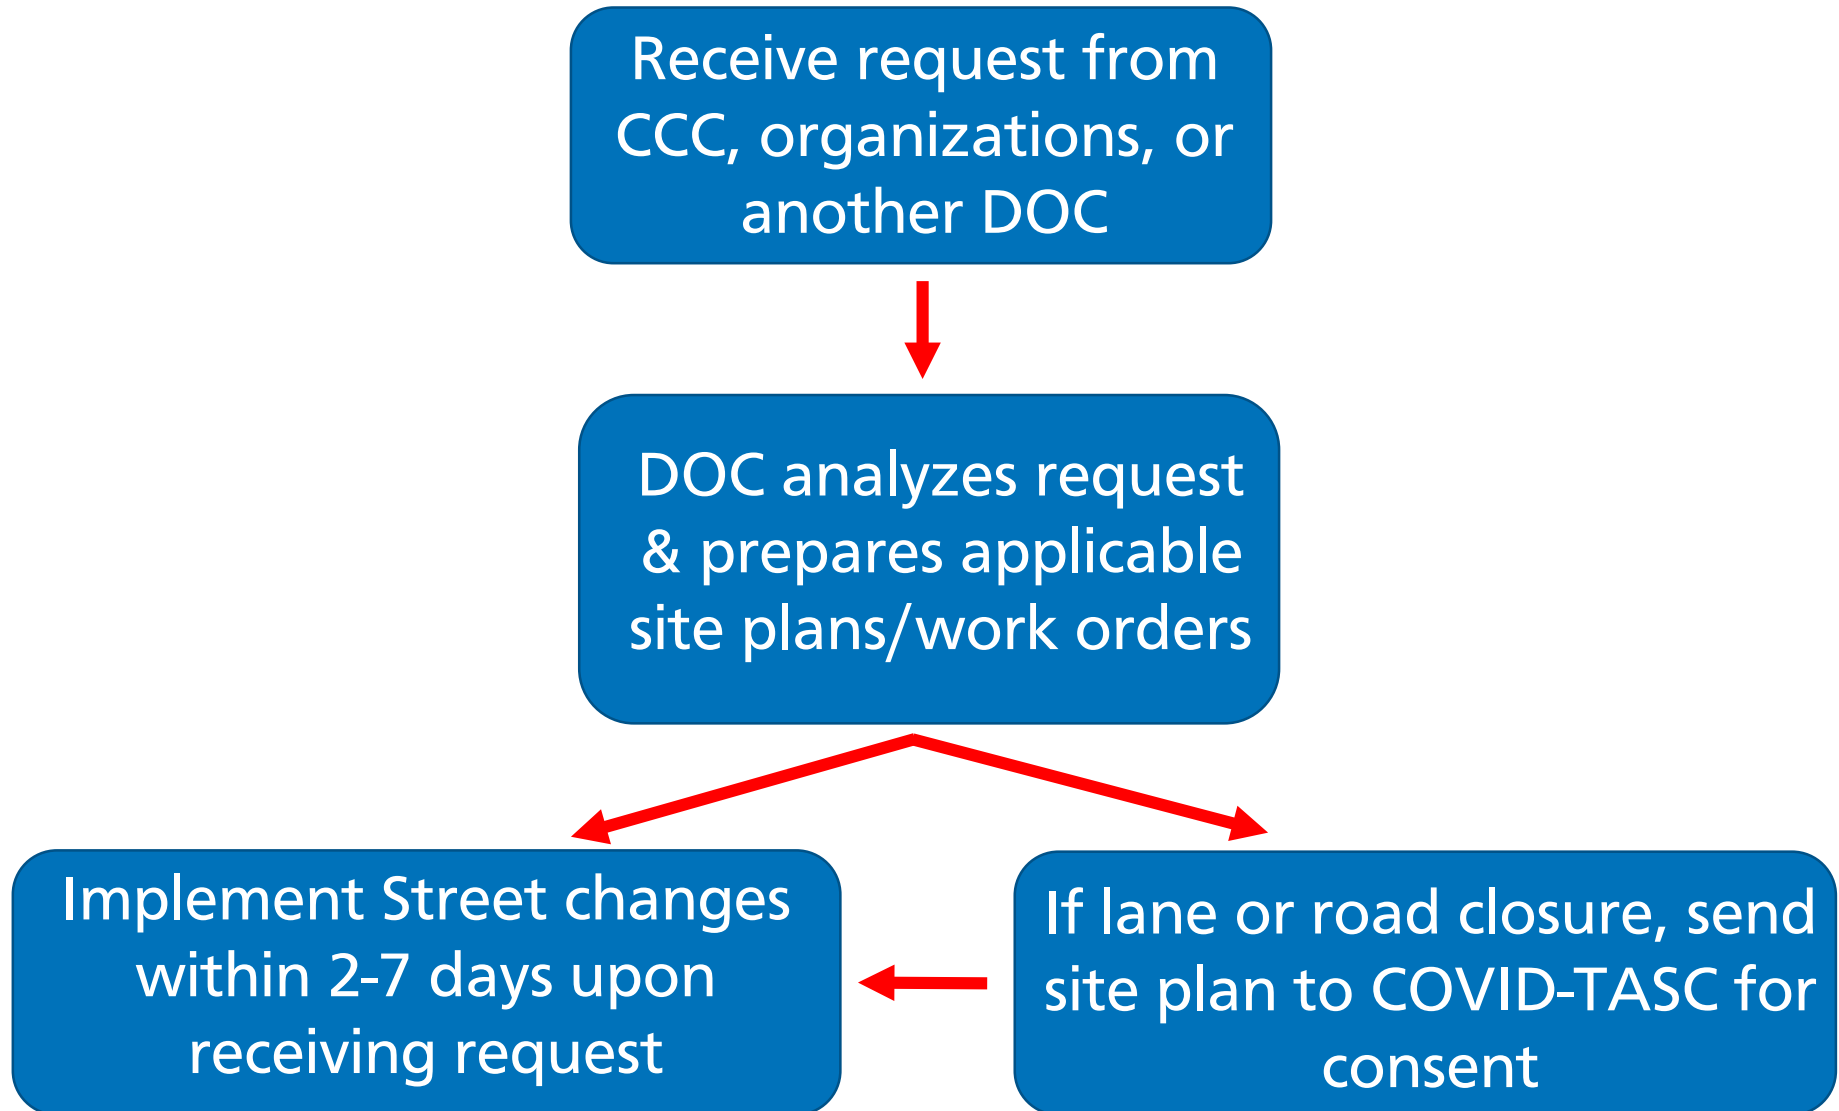 Receive request from
CCC, organizations, or
another DOC
DOC analyzes request
& prepares applicable
site plans/work orders
Implement Street changes
within 2-7 days upon
receiving request
If lane or road closure, send
site plan to COVID-TASC for
consent